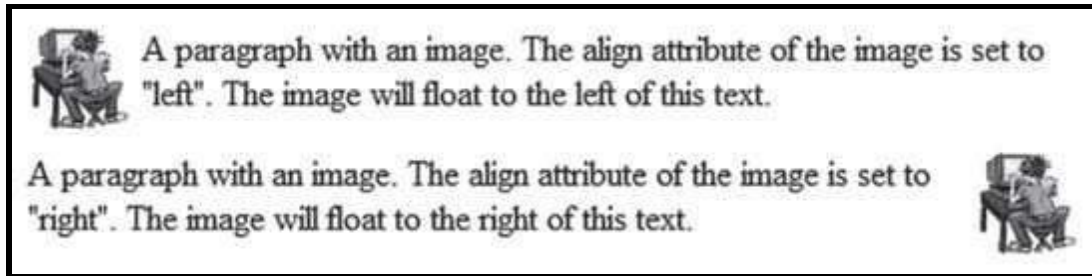 A paragraph with an image. The align attribute of the image is set to
"left". The image will float to the left of this text.
A paragraph with an image. The align attribute of the image is set to
"right". The image will float to the right of this text.